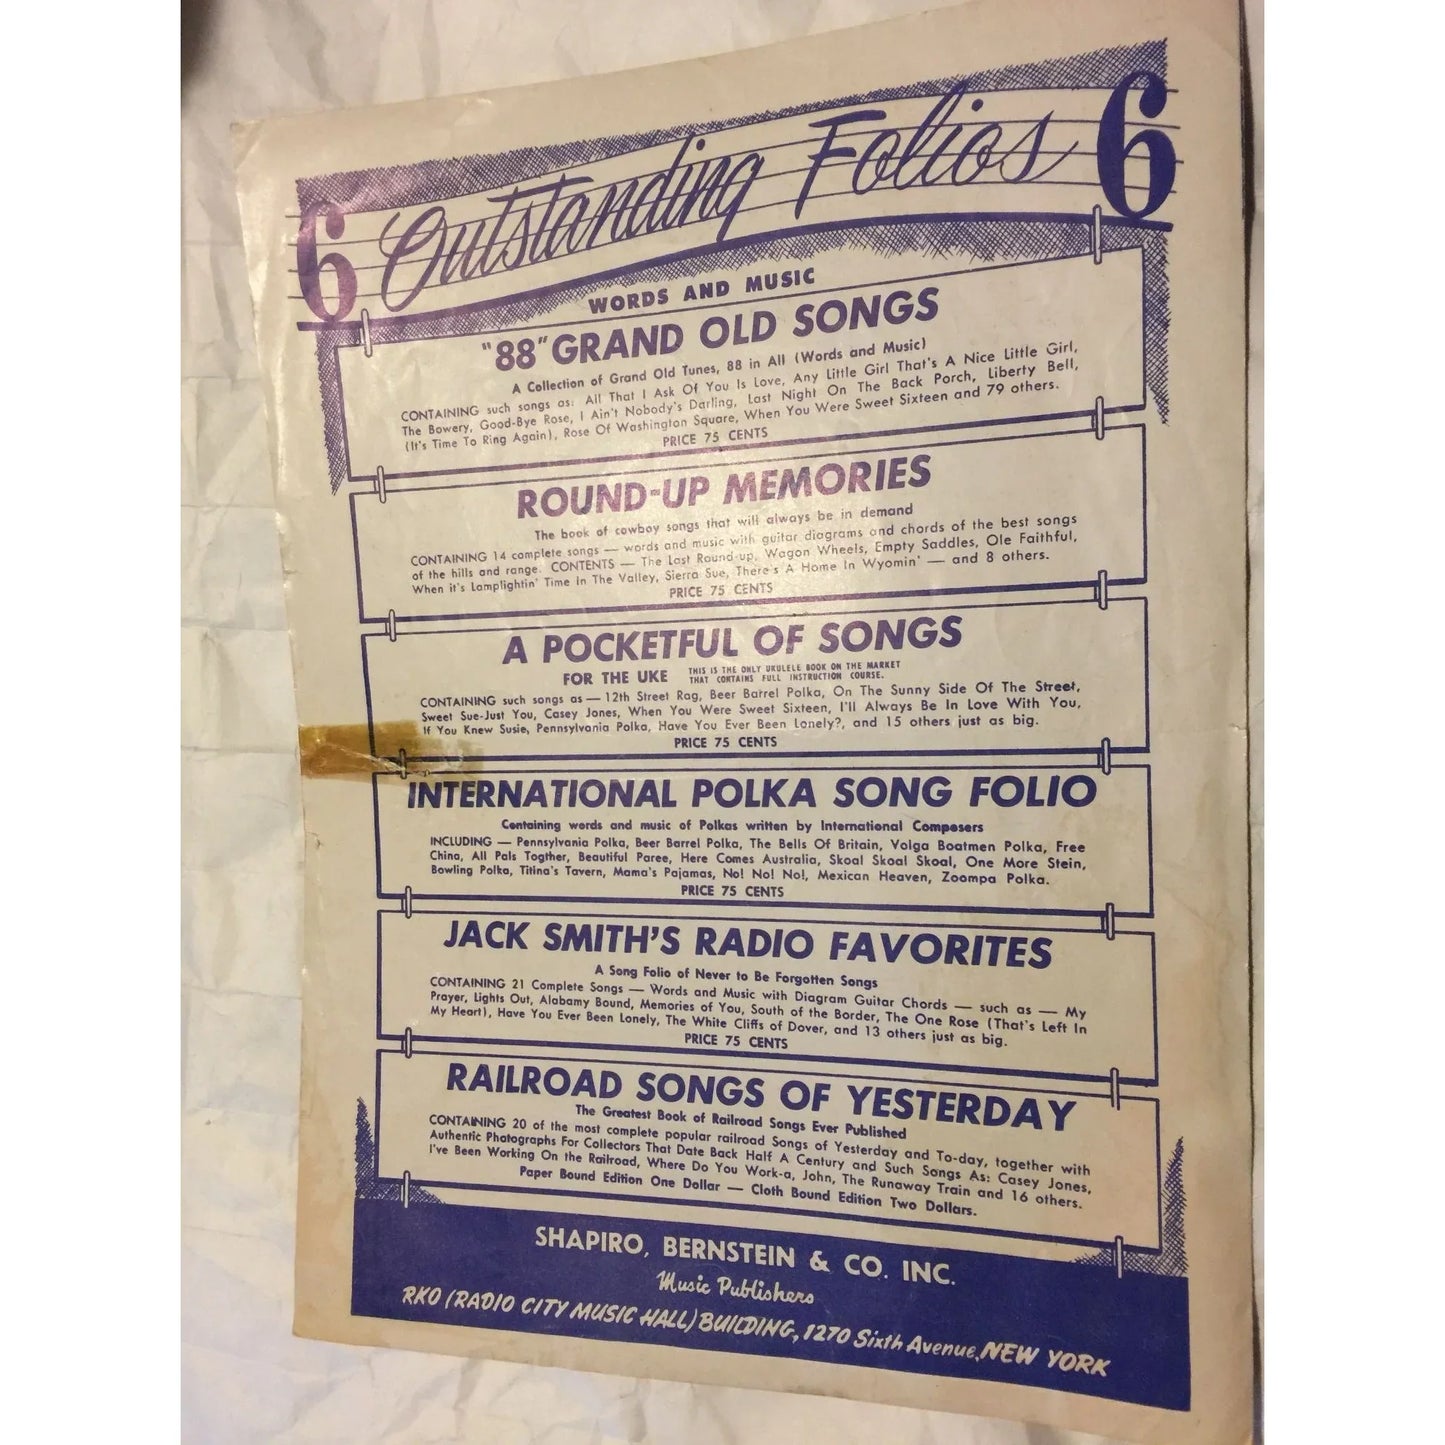 6 Outstanding Folios 6
WORDS AND MUSIC
"88" GRAND OLD SONGS
A Collection of Grand Old Tunes, 88 in All (Words and Music)
CONTAINING such songs as: All That I Ask Of You Is Love, Any Little Girl That's A Nice Little Girl,
The Bowery, Good-Bye Rose, I Ain't Nobody's Darling, Last Night On The Back Porch, Liberty Bell,
(It's Time To Ring Again), Rose Of Washington Square, When You Were Sweet Sixteen and 79 others.
PRICE 75 CENTS
ROUND-UP MEMORIES
The book of cowboy songs that will always be in demand
CONTAINING 14 complete songs — words and music with guitar diagrams and chords of the best songs
of the hills and range. CONTENTS — The Last Round-up, Wagon Wheels, Empty Saddles, Ole Faithful,
When it's Lamplightin' Time In The Valley, Sierra Sue, There's A Home In Wyomin' — and 8 others.
PRICE 75 CENTS
A POCKETFUL OF SONGS
FOR THE UKE THIS IS THE ONLY UKULELE BOOK ON THE MARKET
THAT CONTAINS FULL INSTRUCTION COURSE.
CONTAINING such songs as — 12th Street Rag, Beer Barrel Polka, On The Sunny Side Of The Street,
Sweet Sue-Just You, Casey Jones, When You Were Sweet Sixteen, I'll Always Be In Love With You,
If You Knew Susie, Pennsylvania Polka, Have You Ever Been Lonely?, and 15 others just as big.
PRICE 75 CENTS
INTERNATIONAL POLKA SONG FOLIO
Containing words and music of Polkas written by International Composers
INCLUDING — Pennsylvania Polka, Beer Barrel Polka, The Bells Of Britain, Volga Boatmen Polka, Free
China, All Pals Togther, Beautiful Paree, Here Comes Australia, Skoal Skoal Skoal, One More Stein,
Bowling Polka, Titina's Tavern, Mama's Pajamas, No! No! No!, Mexican Heaven, Zoompa Polka.
PRICE 75 CENTS
JACK SMITH'S RADIO FAVORITES
A Song Folio of Never to Be Forgotten Songs
CONTAINING 21 Complete Songs — Words and Music with Diagram Guitar Chords — such as — My
Prayer, Lights Out, Alabamy Bound, Memories of You, South of the Border, The One Rose (That's Left In
My Heart), Have You Ever Been Lonely, The White Cliffs of Dover, and 13 others just as big.
PRICE 75 CENTS
RAILROAD SONGS OF YESTERDAY
The Greatest Book of Railroad Songs Ever Published
CONTAINING 20 of the most complete popular railroad Songs of Yesterday and To-day, together with
Authentic Photographs For Collectors That Date Back Half A Century and Such Songs As: Casey Jones,
I've Been Working On the Railroad, Where Do You Work-a, John, The Runaway Train and 16 others.
Paper Bound Edition One Dollar — Cloth Bound Edition Two Dollars.
SHAPIRO, BERNSTEIN & CO. INC.
Music Publishers
RKO (RADIO CITY MUSIC HALL) BUILDING, 1270 Sixth Avenue, NEW YORK